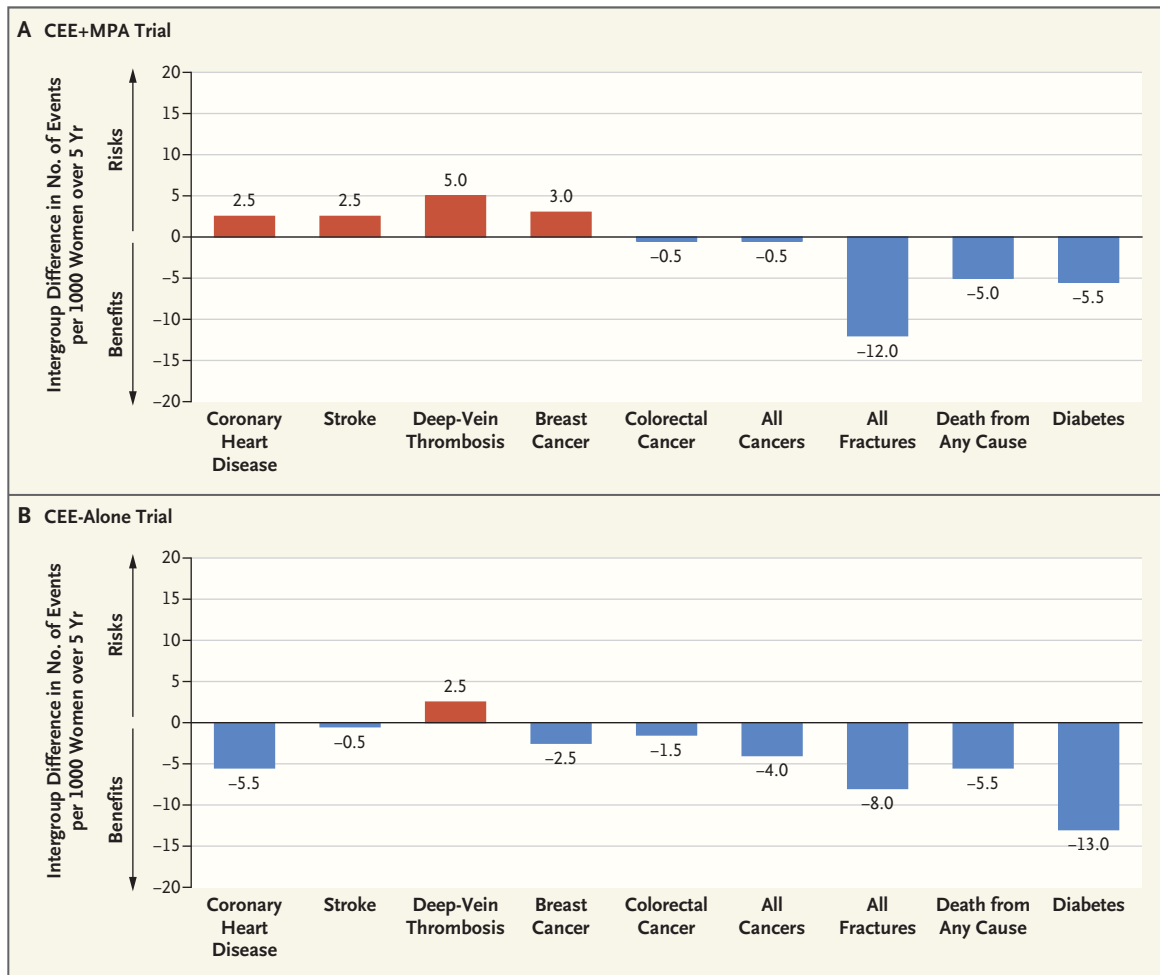 A CEE+MPA Trial
Intergroup Difference in No. of Events
per 1000 Women over 5 Yr
Risks
Benefits
20
15
10
5
0
−5
−10
−15
−20
2.5
2.5
5.0
3.0
−0.5
−0.5
−12.0
−5.0
−5.5
Coronary
Heart
Disease
Stroke
Deep-Vein
Thrombosis
Breast
Cancer
Colorectal
Cancer
All
Cancers
All
Fractures
Death from
Any Cause
Diabetes
B CEE-Alone Trial
Intergroup Difference in No. of Events
per 1000 Women over 5 Yr
Risks
Benefits
20
15
10
5
0
−5
−10
−15
−20
−5.5
−0.5
2.5
−2.5
−1.5
−4.0
−8.0
−5.5
−13.0
Coronary
Heart
Disease
Stroke
Deep-Vein
Thrombosis
Breast
Cancer
Colorectal
Cancer
All
Cancers
All
Fractures
Death from
Any Cause
Diabetes